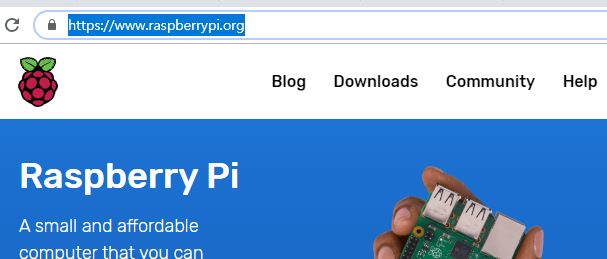 https://www.raspberrypi.org
Blog Downloads Community Help
Raspberry Pi
A small and affordable
computer that you can